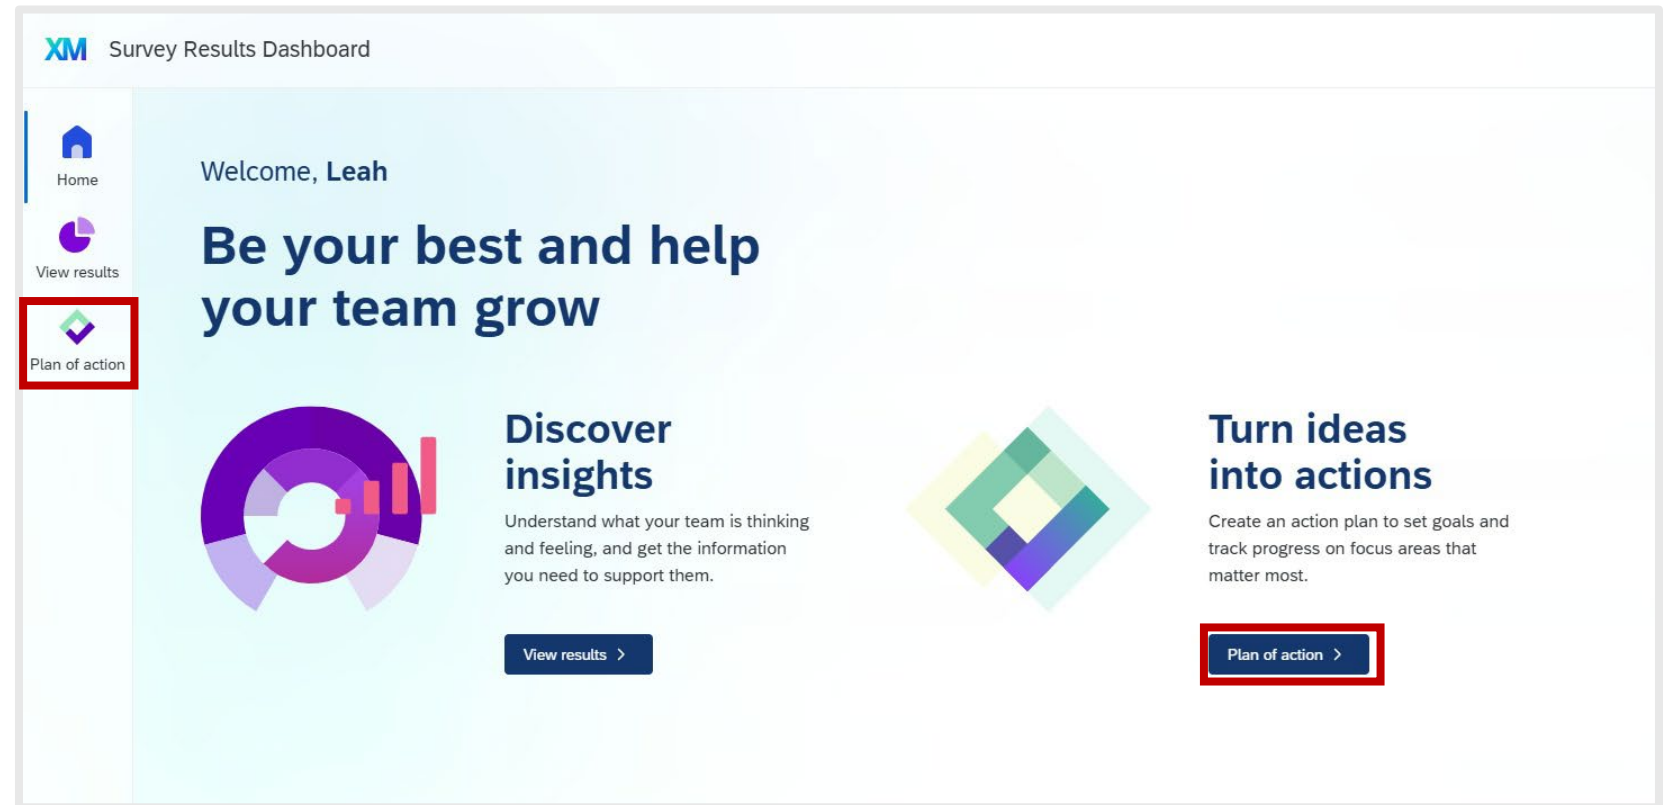 XM Survey Results Dashboard
Home
View results
Plan of action
Welcome, Leah
Be your best and help
your team grow
Discover
insights
Understand what your team is thinking
and feeling, and get the information
you need to support them.
View results
Turn ideas
into actions
Create an action plan to set goals and
track progress on focus areas that
matter most.
Plan of action